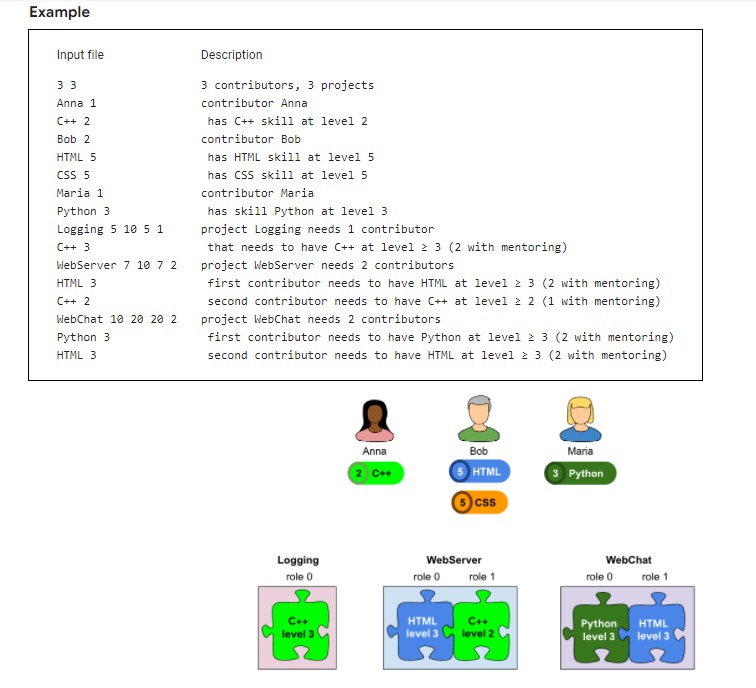 Example
Input file Description
3 3 3 contributors, 3 projects
Anna 1 contributor Anna
C++ 2 has C++ skill at level 2
Bob 2 contributor Bob
HTML 5 has HTML skill at level 5
CSS 5 has CSS skill at level 5
Maria 1 contributor Maria
Python 3 has skill Python at level 3
Logging 5 10 5 1 project Logging needs 1 contributor
C++ 3 that needs to have C++ at level ≥ 3 (2 with mentoring)
WebServer 7 10 7 2 project WebServer needs 2 contributors
HTML 3 first contributor needs to have HTML at level ≥ 3 (2 with mentoring)
C++ 2 second contributor needs to have C++ at level ≥ 2 (1 with mentoring)
WebChat 10 20 20 2 project WebChat needs 2 contributors
Python 3 first contributor needs to have Python at level ≥ 3 (2 with mentoring)
HTML 3 second contributor needs to have HTML at level ≥ 3 (2 with mentoring)
Anna Bob Maria
2 C++ 5 HTML 3 Python
5 CSS
Logging WebServer WebChat
role 0 role 0 role 1 role 0 role 1
C++ HTML C++ Python HTML
level 3 level 3 level 2 level 3 level 3